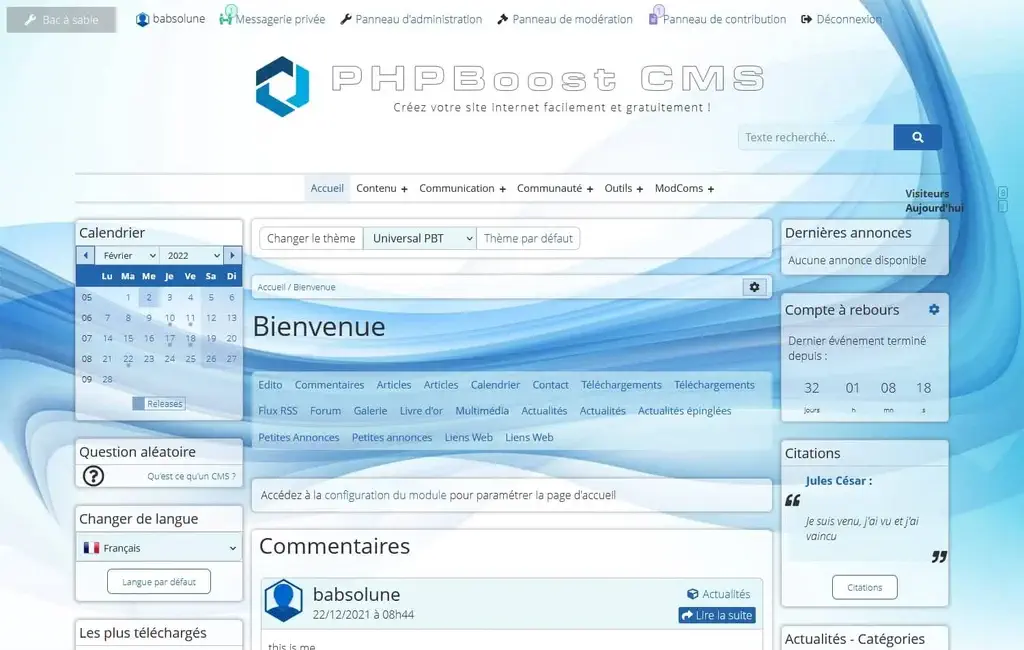 Bac à sable
babsolune
1
Messagerie privée
Panneau d'administration
Panneau de modération
1
Panneau de contribution
Déconnexion
PHPBoost CMS
Créez votre site Internet facilement et gratuitement !
Texte recherché...
Accueil Contenu + Communication + Communauté + Outils + ModComs +
Visiteurs
Aujourd'hui
Calendrier
Février 2022
Lu Ma Me Je Ve Sa Di
05 1 2 3 4 5 6
06 7 8 9 10 11 12 13
07 14 15 16 17 18 19 20
08 21 22 23 24 25 26 27
09 28
Releases
Question aléatoire
Qu'est ce qu'un CMS ?
Changer de langue
Français
Langue par défaut
Les plus téléchargés
Changer le thème Universal PBT Thème par défaut
Accueil / Bienvenue
Bienvenue
Edito Commentaires Articles Articles Calendrier Contact Téléchargements Téléchargements
Flux RSS Forum Galerie Livre d'or Multimédia Actualités Actualités Actualités épinglées
Petites Annonces Petites annonces Liens Web Liens Web
Accédez à la configuration du module pour paramétrer la page d'accueil
Commentaires
babsolune
22/12/2021 à 08h44
Actualités
Lire la suite
this is me
Dernières annonces
Aucune annonce disponible
Compte à rebours
Dernier événement terminé
depuis :
32 01 08 18
jours h mn s
Citations
Jules César :
Je suis venu, j'ai vu et j'ai
vaincu
Citations
Actualités - Catégories